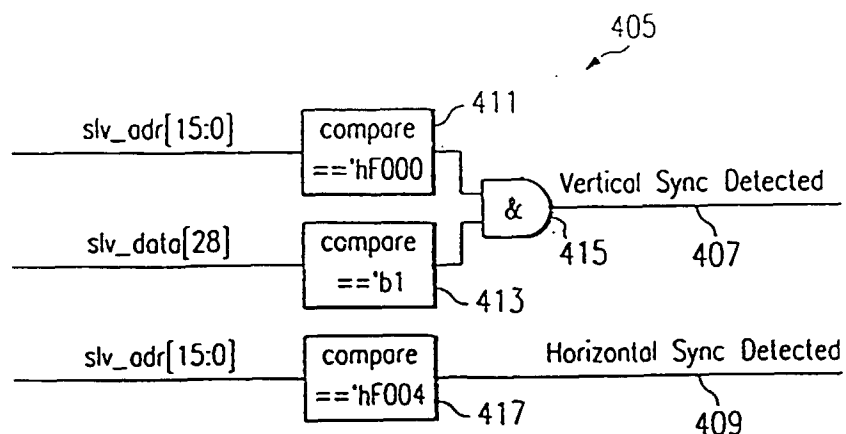 405
slv_adr[15:0]
compare
=='hF000
411
Vertical Sync Detected
&
415
407
slv_data[28]
compare
=='b1
413
slv_adr[15:0]
compare
=='hF004
417
Horizontal Sync Detected
409